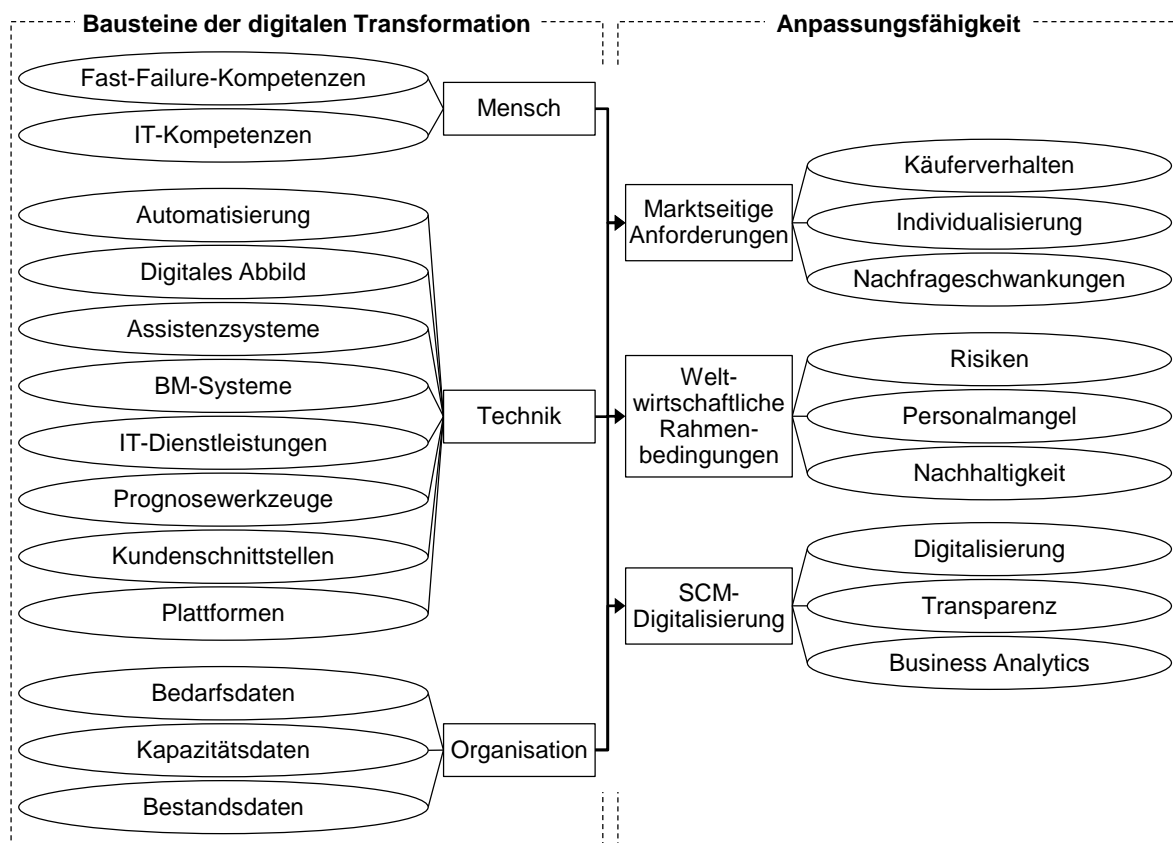 Bausteine der digitalen Transformation
Fast-Failure-Kompetenzen
IT-Kompetenzen
Mensch
Automatisierung
Digitales Abbild
Assistenzsysteme
BM-Systeme
IT-Dienstleistungen
Prognosewerkzeuge
Kundenschnittstellen
Plattformen
Technik
Bedarfsdaten
Kapazitätsdaten
Bestandsdaten
Organisation
Anpassungsfähigkeit
Marktseitige
Anforderungen
Käuferverhalten
Individualisierung
Nachfrageschwankungen
Welt-
wirtschaftliche
Rahmen-
bedingungen
Risiken
Personalmangel
Nachhaltigkeit
SCM-
Digitalisierung
Digitalisierung
Transparenz
Business Analytics